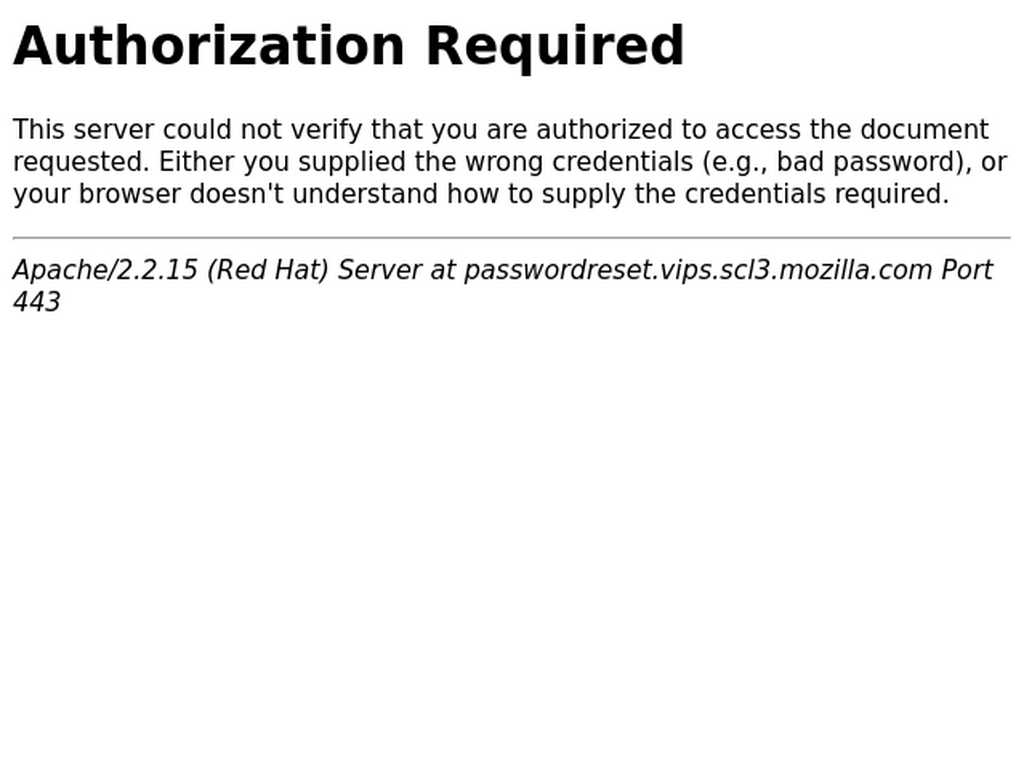 Authorization Required
This server could not verify that you are authorized to access the document
requested. Either you supplied the wrong credentials (e.g., bad password), or
your browser doesn't understand how to supply the credentials required.
Apache/2.2.15 (Red Hat) Server at passwordreset.vips.scl3.mozilla.com Port
443